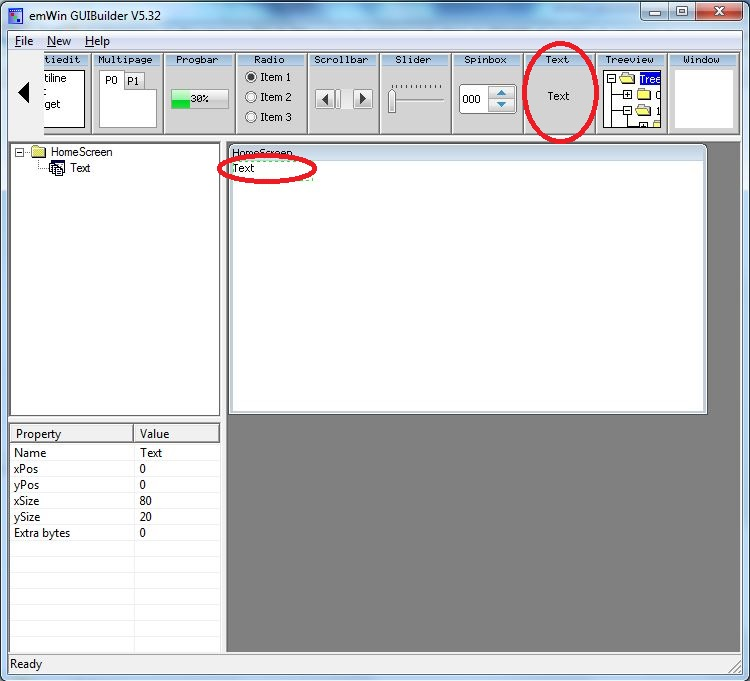 emWin GUIBuilder V5.32
File New Help
tiedit Multipage Progbar Radio Scrollbar Slider Spinbox Text Treeview Window
tiline
t
get
P0 P1
30%
Item 1
Item 2
Item 3
000
Text
Tree
HomeScreen
Text
HomeScreen
Text
Property Value
Name Text
xPos 0
yPos 0
xSize 80
ySize 20
Extra bytes 0
Ready